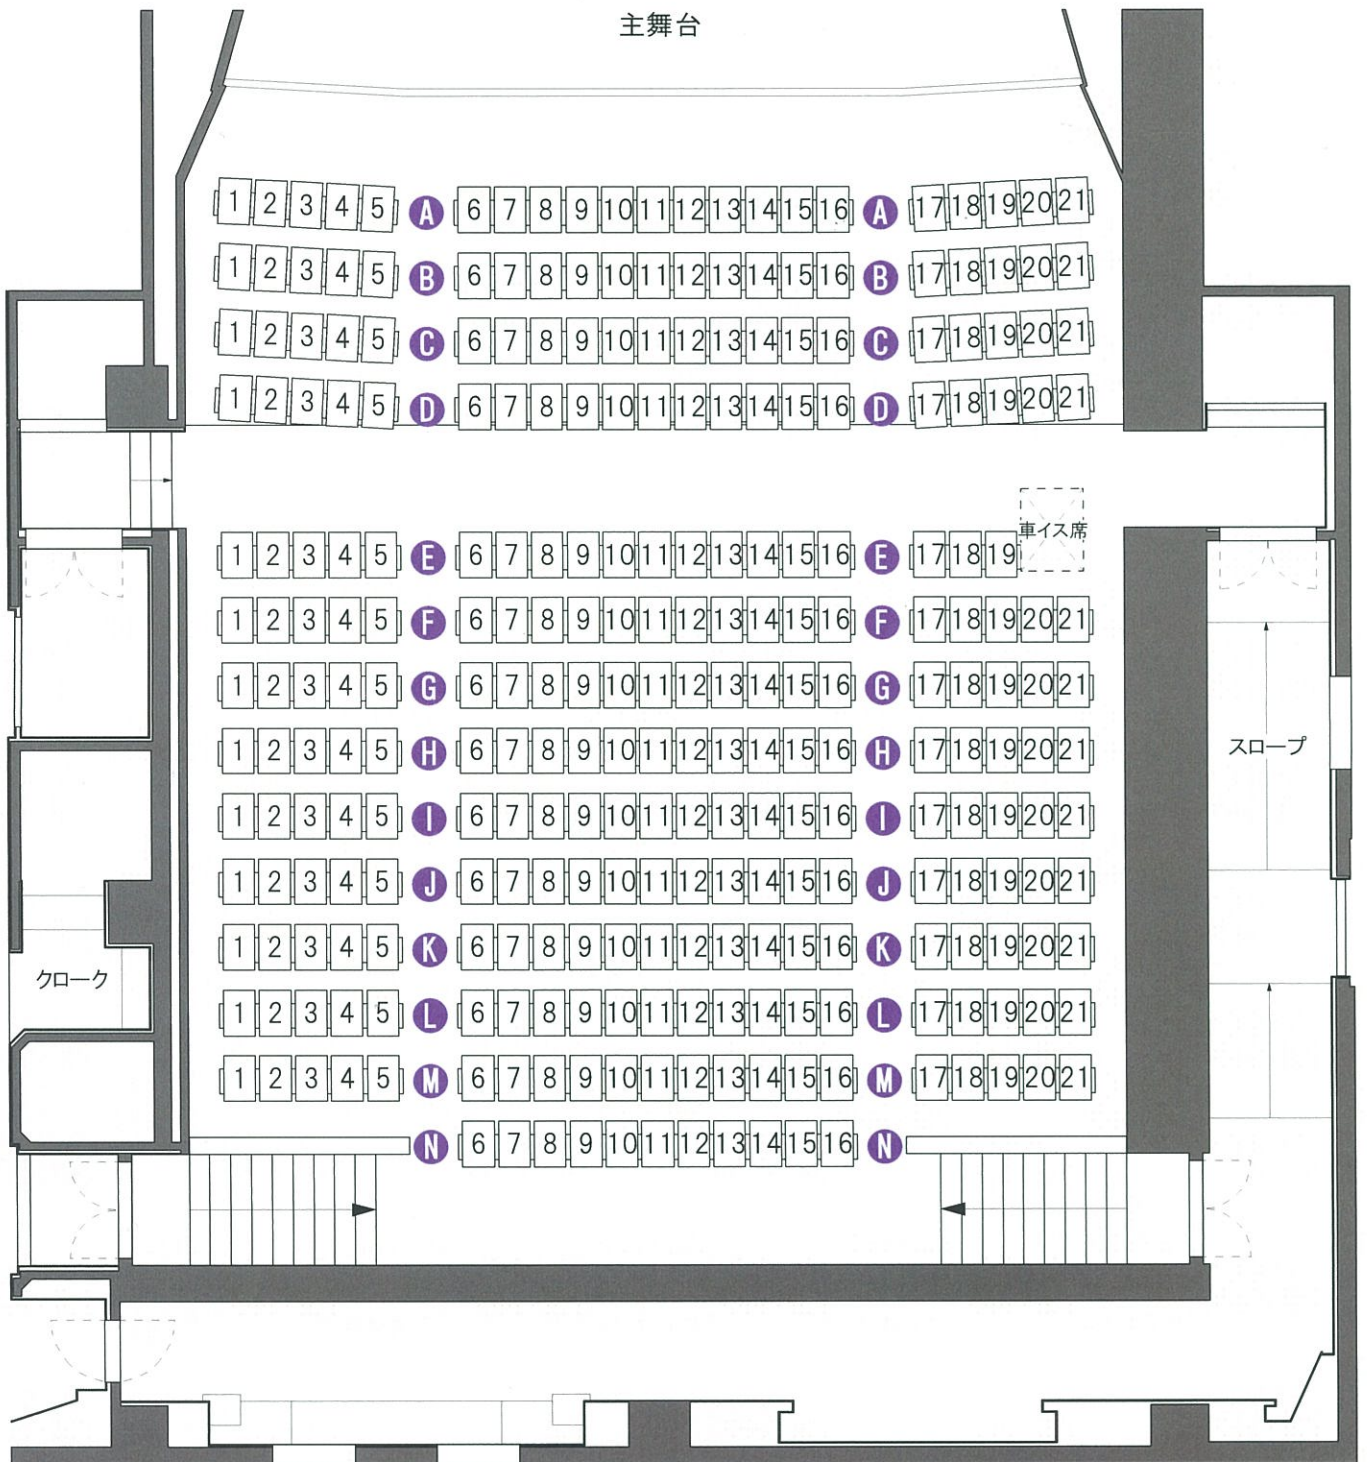 主舞台
1 2 3 4 5 A 6 7 8 9 10 11 12 13 14 15 16 A 17 18 19 20 21
1 2 3 4 5 B 6 7 8 9 10 11 12 13 14 15 16 B 17 18 19 20 21
1 2 3 4 5 C 6 7 8 9 10 11 12 13 14 15 16 C 17 18 19 20 21
1 2 3 4 5 D 6 7 8 9 10 11 12 13 14 15 16 D 17 18 19 20 21
車イス席
1 2 3 4 5 E 6 7 8 9 10 11 12 13 14 15 16 E 17 18 19
1 2 3 4 5 F 6 7 8 9 10 11 12 13 14 15 16 F 17 18 19 20 21
1 2 3 4 5 G 6 7 8 9 10 11 12 13 14 15 16 G 17 18 19 20 21
1 2 3 4 5 H 6 7 8 9 10 11 12 13 14 15 16 H 17 18 19 20 21
スロープ
1 2 3 4 5 I 6 7 8 9 10 11 12 13 14 15 16 I 17 18 19 20 21
1 2 3 4 5 J 6 7 8 9 10 11 12 13 14 15 16 J 17 18 19 20 21
1 2 3 4 5 K 6 7 8 9 10 11 12 13 14 15 16 K 17 18 19 20 21
クローク
1 2 3 4 5 L 6 7 8 9 10 11 12 13 14 15 16 L 17 18 19 20 21
1 2 3 4 5 M 6 7 8 9 10 11 12 13 14 15 16 M 17 18 19 20 21
N 6 7 8 9 10 11 12 13 14 15 16 N